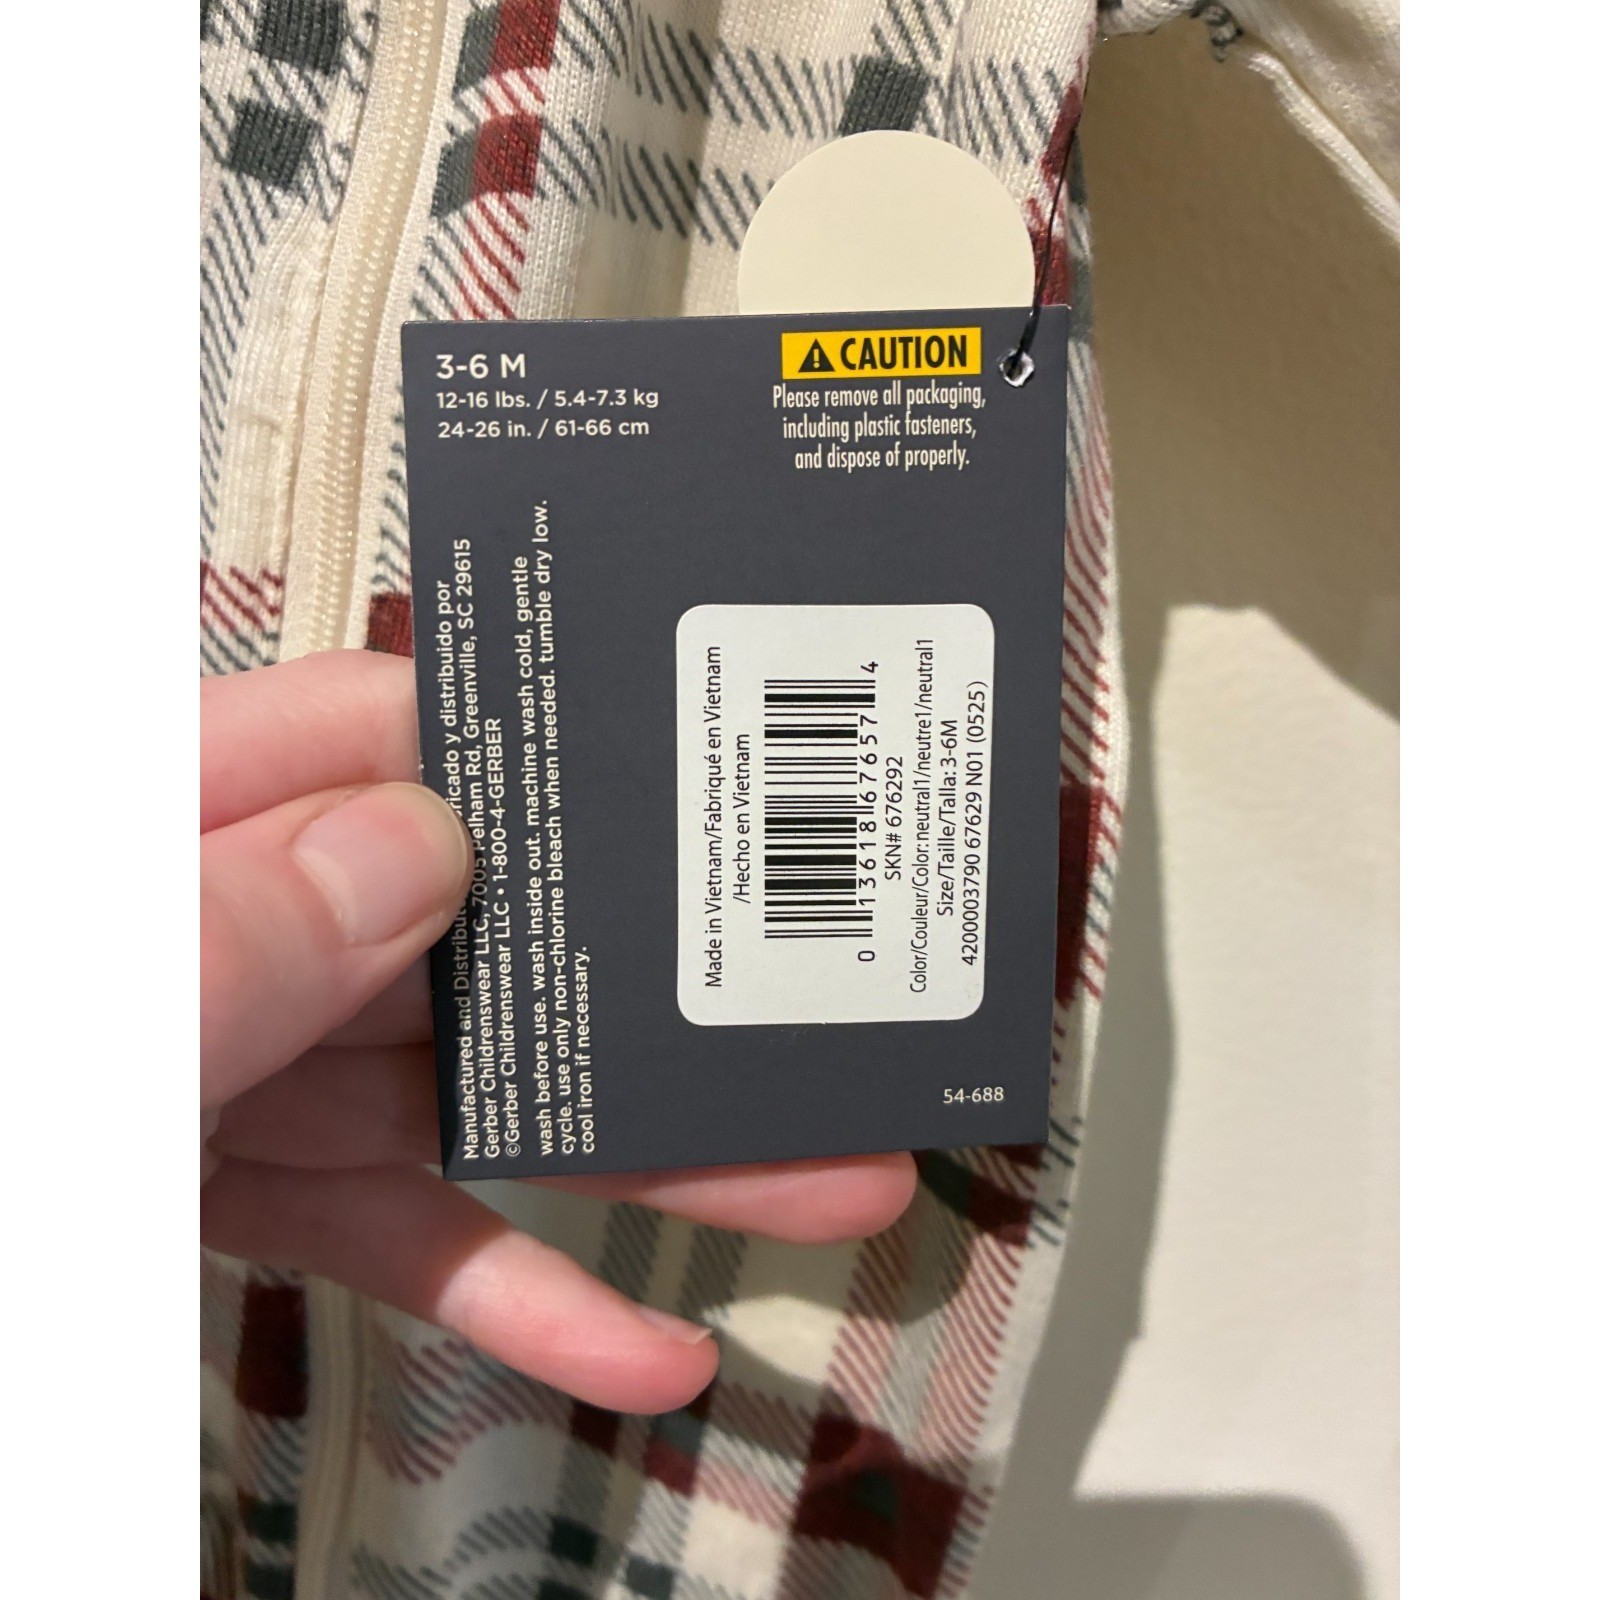 3-6 M
12-16 lbs. / 5.4-7.3 kg
24-26 in. / 61-66 cm
CAUTION
Please remove all packaging,
including plastic fasteners,
and dispose of properly.
Manufactured and y distribuido por
Gerber Childrenswear LLC, 7005 Pelham Rd, Greenville, SC 29615
©Gerber Childrenswear LLC • 1-800-4-GERBER
wash before use. wash inside out. machine wash cold, gentle
cycle. use only non-chlorine bleach when needed. tumble dry low.
cool iron if necessary.
Made in Vietnam/Fabriqué en Vietnam
/Hecho en Vietnam
0 13618 67657 4
SKN# 676292
Color/Couleur/Color: neutral1/neutre1/neutral1
Size/Taille/Talla: 3-6M
4200003790 67629 N01 (0525)
54-688